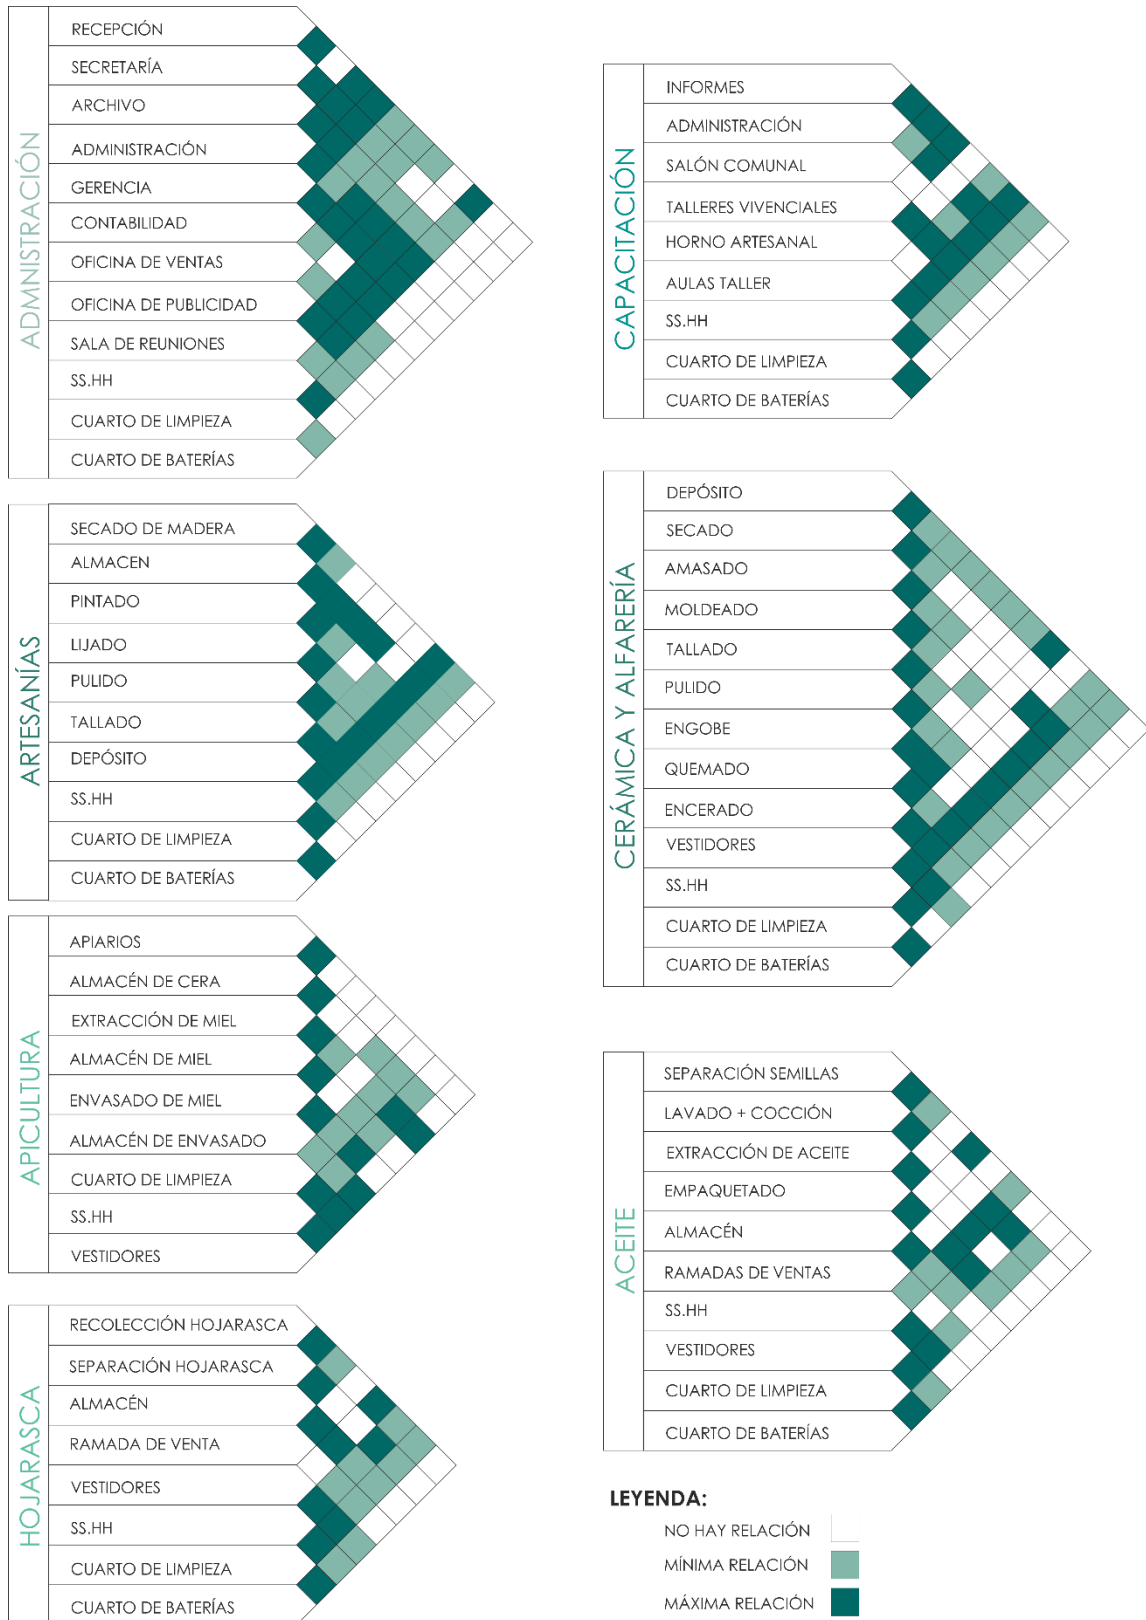 ADMNISTRACIÓN
RECEPCIÓN
SECRETARÍA
ARCHIVO
ADMINISTRACIÓN
GERENCIA
CONTABILIDAD
OFICINA DE VENTAS
OFICINA DE PUBLICIDAD
SALA DE REUNIONES
SS.HH
CUARTO DE LIMPIEZA
CUARTO DE BATERÍAS
ARTESANÍAS
SECADO DE MADERA
ALMACEN
PINTADO
LIJADO
PULIDO
TALLADO
DEPÓSITO
SS.HH
CUARTO DE LIMPIEZA
CUARTO DE BATERÍAS
APICULTURA
APIARIOS
ALMACÉN DE CERA
EXTRACCIÓN DE MIEL
ALMACÉN DE MIEL
ENVASADO DE MIEL
ALMACÉN DE ENVASADO
CUARTO DE LIMPIEZA
SS.HH
VESTIDORES
HOJARASCA
RECOLECCIÓN HOJARASCA
SEPARACIÓN HOJARASCA
ALMACÉN
RAMADA DE VENTA
VESTIDORES
SS.HH
CUARTO DE LIMPIEZA
CUARTO DE BATERÍAS
CAPACITACIÓN
INFORMES
ADMINISTRACIÓN
SALÓN COMUNAL
TALLERES VIVENCIALES
HORNO ARTESANAL
AULAS TALLER
SS.HH
CUARTO DE LIMPIEZA
CUARTO DE BATERÍAS
CERÁMICA Y ALFARERÍA
DEPÓSITO
SECADO
AMASADO
MOLDEADO
TALLADO
PULIDO
ENGOBE
QUEMADO
ENCERADO
VESTIDORES
SS.HH
CUARTO DE LIMPIEZA
CUARTO DE BATERÍAS
ACEITE
SEPARACIÓN SEMILLAS
LAVADO + COCCIÓN
EXTRACCIÓN DE ACEITE
EMPAQUETADO
ALMACÉN
RAMADAS DE VENTAS
SS.HH
VESTIDORES
CUARTO DE LIMPIEZA
CUARTO DE BATERÍAS
LEYENDA:
NO HAY RELACIÓN
MÍNIMA RELACIÓN
MÁXIMA RELACIÓN